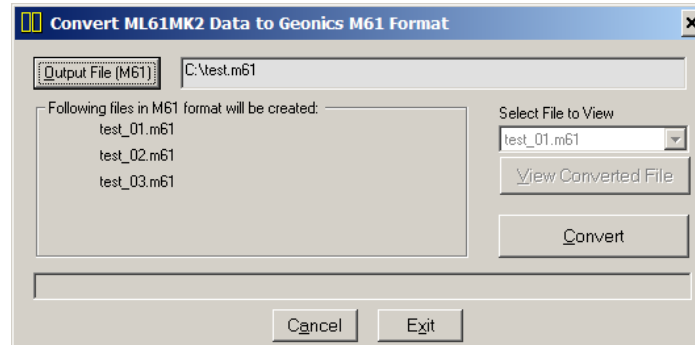 Convert ML61MK2 Data to Geonics M61 Format
Output File (M61) C:\test.m61
Following files in M61 format will be created:
test_01.m61
test_02.m61
test_03.m61
Select File to View
test_01.m61
View Converted File
Convert
Cancel Exit